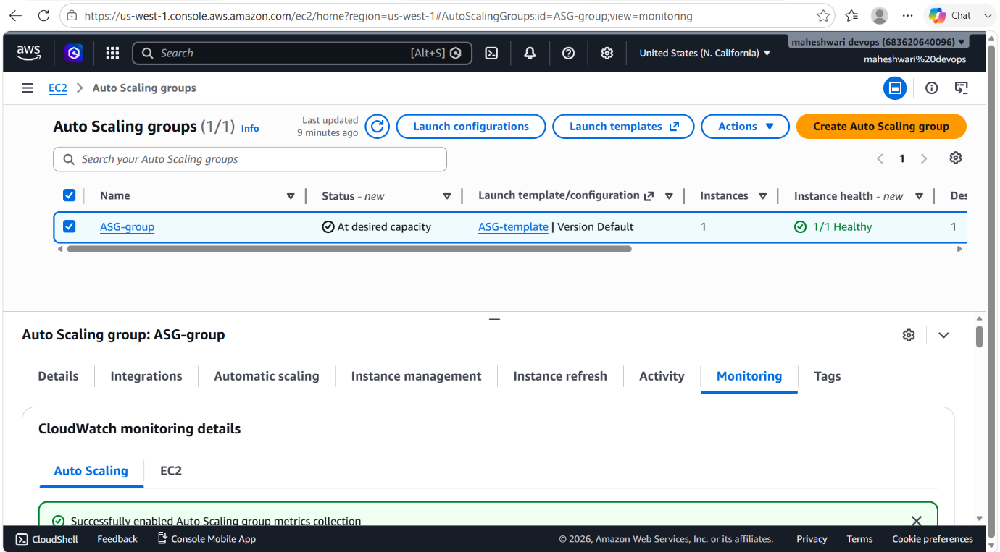 https://us-west-1.console.aws.amazon.com/ec2/home?region=us-west-1#AutoScalingGroups:id=ASG-group;view=monitoring
Chat
aws
Search [Alt+S]
United States (N. California)
maheshwari devops (683620640096)
maheshwari%20devops
EC2 Auto Scaling groups
Auto Scaling groups (1/1) Info
Last updated
9 minutes ago
Launch configurations
Launch templates
Actions
Create Auto Scaling group
Search your Auto Scaling groups
1
Name Status - new Launch template/configuration Instances Instance health - new Des
ASG-group At desired capacity ASG-template | Version Default 1 1/1 Healthy 1
Auto Scaling group: ASG-group
Details Integrations Automatic scaling Instance management Instance refresh Activity Monitoring Tags
CloudWatch monitoring details
Auto Scaling EC2
Successfully enabled Auto Scaling group metrics collection
CloudShell Feedback Console Mobile App © 2026, Amazon Web Services, Inc. or its affiliates. Privacy Terms Cookie preferences